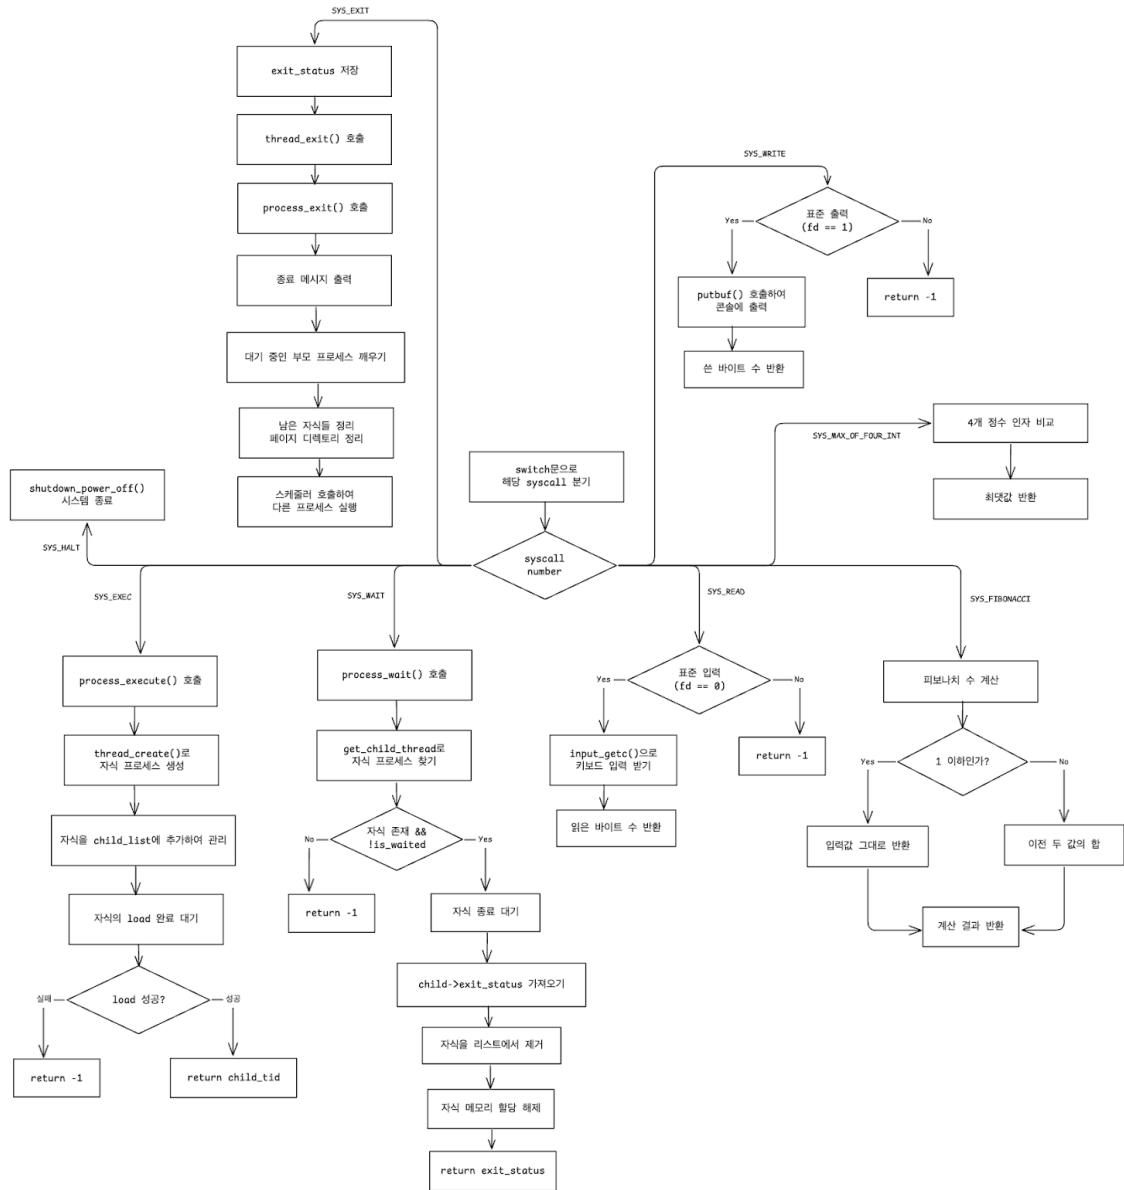 SYS_EXIT
exit_status 저장
thread_exit() 호출
process_exit() 호출
종료 메시지 출력
대기 중인 부모 프로세스 깨우기
남은 자식들 정리
페이지 디렉토리 정리
스케줄러 호출하여
다른 프로세스 실행
SYS_WRITE
표준 출력
(fd == 1)
Yes
No
putbuf() 호출하여
콘솔에 출력
return -1
쓴 바이트 수 반환
SYS_MAX_OF_FOUR_INT
4개 정수 인자 비교
최댓값 반환
switch문으로
해당 syscall 분기
syscall
number
shutdown_power_off()
시스템 종료
SYS_HALT
SYS_EXEC
process_execute() 호출
thread_create()로
자식 프로세스 생성
자식을 child_list에 추가하여 관리
자식의 load 완료 대기
load 성공?
실패
성공
return -1
return child_tid
SYS_WAIT
process_wait() 호출
get_child_thread로
자식 프로세스 찾기
자식 존재 &&
!is_waited
No
Yes
return -1
자식 종료 대기
child->exit_status 가져오기
자식을 리스트에서 제거
자식 메모리 할당 해제
return exit_status
SYS_READ
표준 입력
(fd == 0)
Yes
No
input_getc()으로
키보드 입력 받기
return -1
읽은 바이트 수 반환
SYS_FIBONACCI
피보나치 수 계산
1 이하인가?
Yes
No
입력값 그대로 반환
이전 두 값의 합
계산 결과 반환